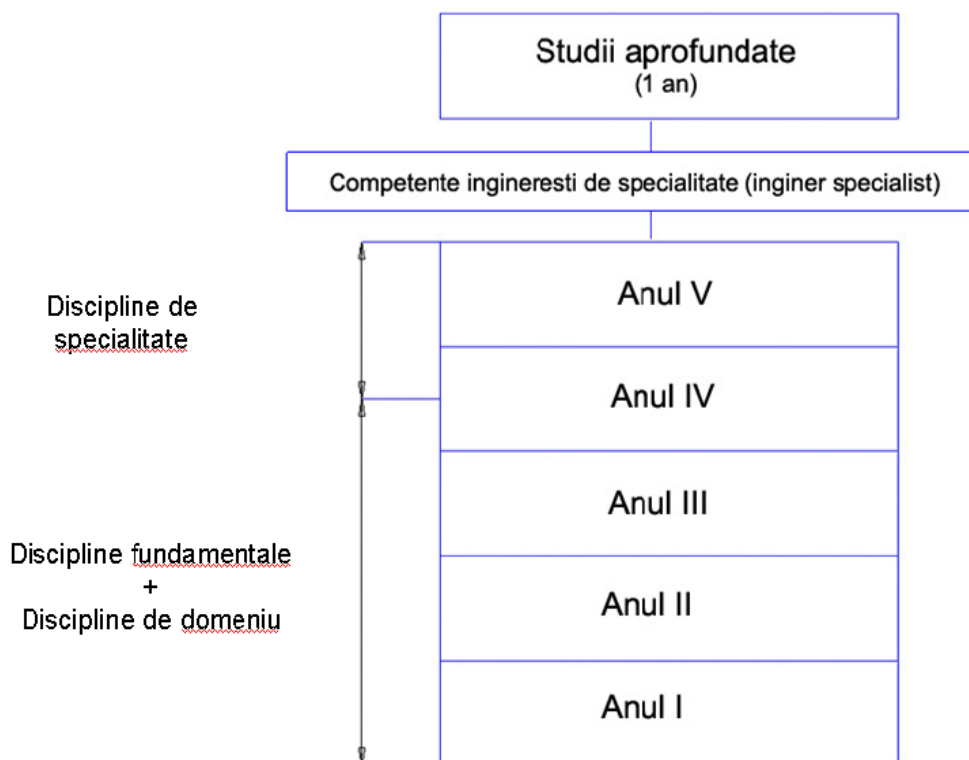 Studii aprofundate
(1 an)
Competente ingineresti de specialitate (inginer specialist)
Anul V
Discipline de
specialitate
Anul IV
Anul III
Discipline fundamentale
+
Discipline de domeniu
Anul II
Anul I